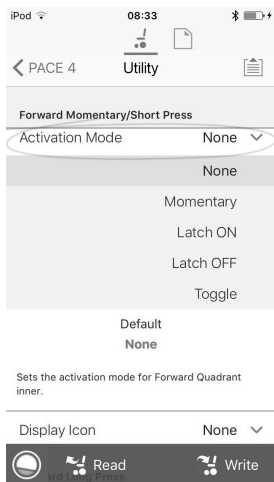 iPod 08:33
PACE 4 Utility
Forward Momentary/Short Press
Activation Mode None
None
Momentary
Latch ON
Latch OFF
Toggle
Default
None
Sets the activation mode for Forward Quadrant
inner.
Display Icon None
Read Write